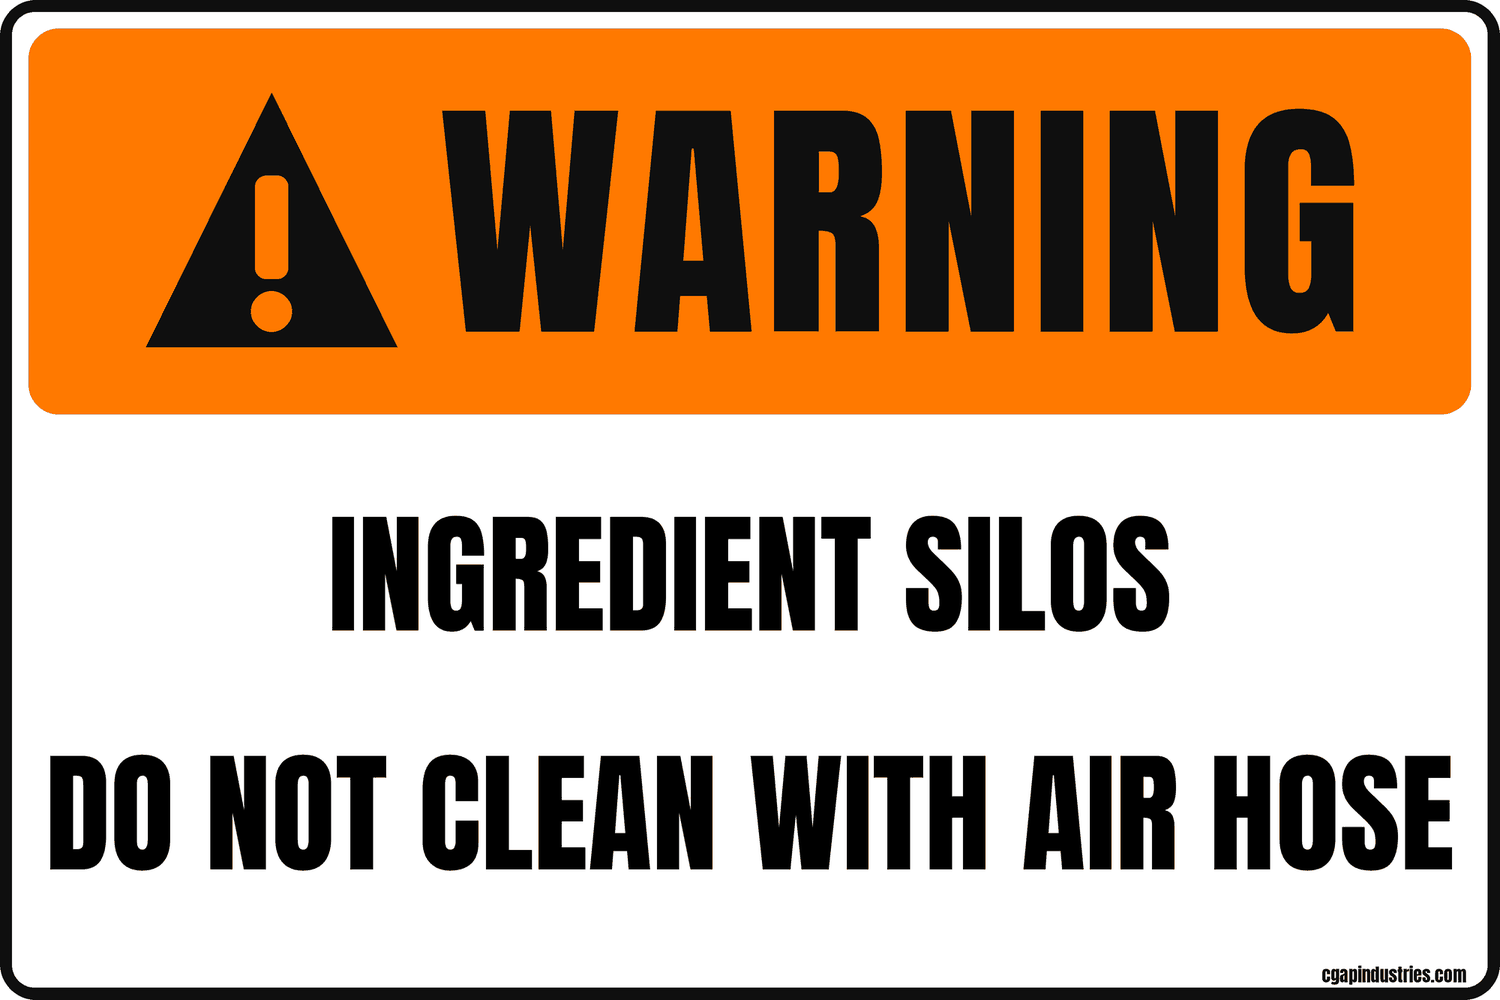 WARNING
INGREDIENT SILOS
DO NOT CLEAN WITH AIR HOSE
cgapindustries.com